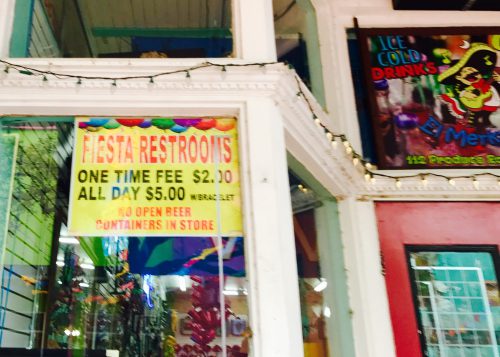 FIESTA RESTROOMS
ONE TIME FEE $2.00
ALL DAY $5.00 W/BRACELET
NO OPEN BEER
CONTAINERS IN STORE
ICE
COLD
DRINKS
El Mer
112 Produce